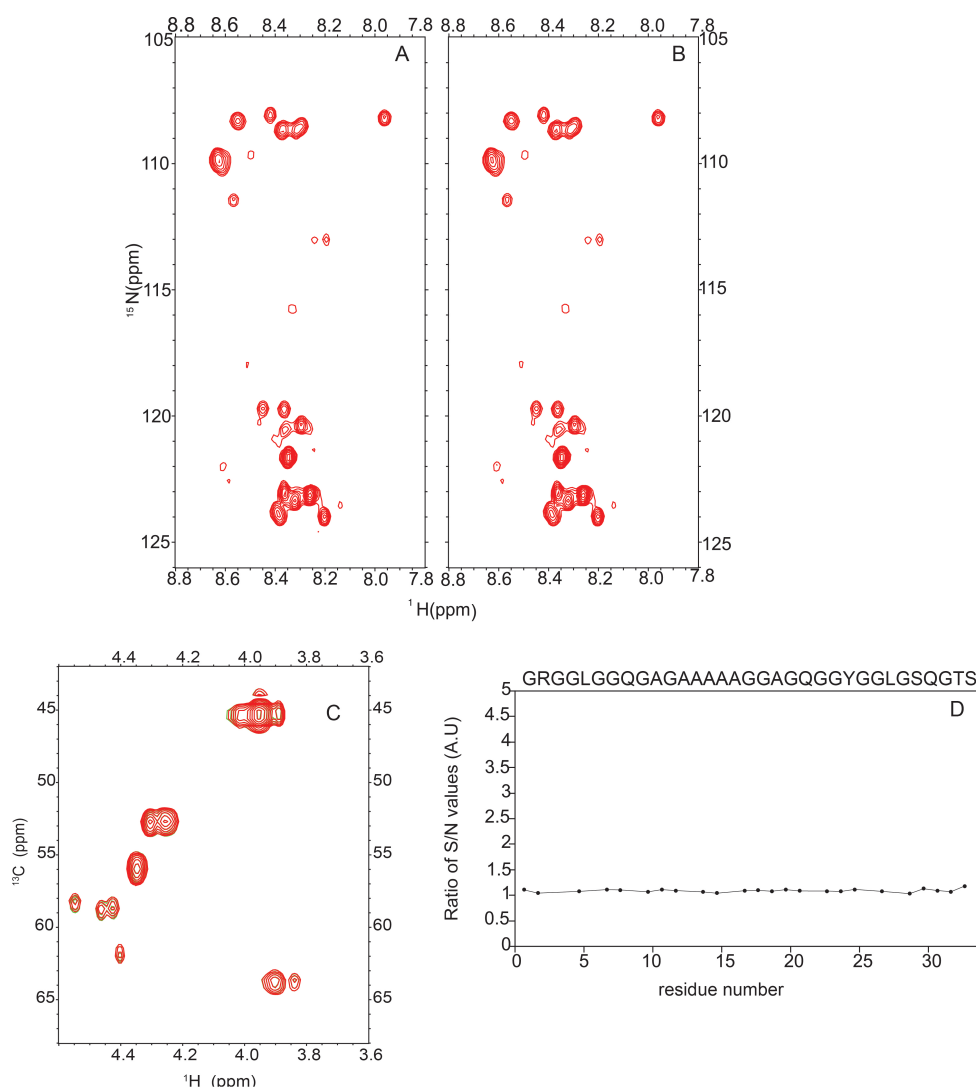 8.8 8.6 8.4 8.2 8.0 7.8 8.8 8.6 8.4 8.2 8.0 7.8
105 A B 105
110 110
115 115
120 120
125 125
15N(ppm)
8.8 8.6 8.4 8.2 8.0 7.8 8.8 8.6 8.4 8.2 8.0 7.8
1H(ppm)
4.4 4.2 4.0 3.8 3.6
C
45 45
50 50
55 55
60 60
65 65
13C (ppm)
4.4 4.2 4.0 3.8 3.6
1H (ppm)
GRGGLGGQGAGAAAAAGGAGQGGYGGLGSQGTS
D
5
4.5
4
3.5
3
2.5
2
1.5
1
0.5
0
Ratio of S/N values (A.U)
0 5 10 15 20 25 30
residue number